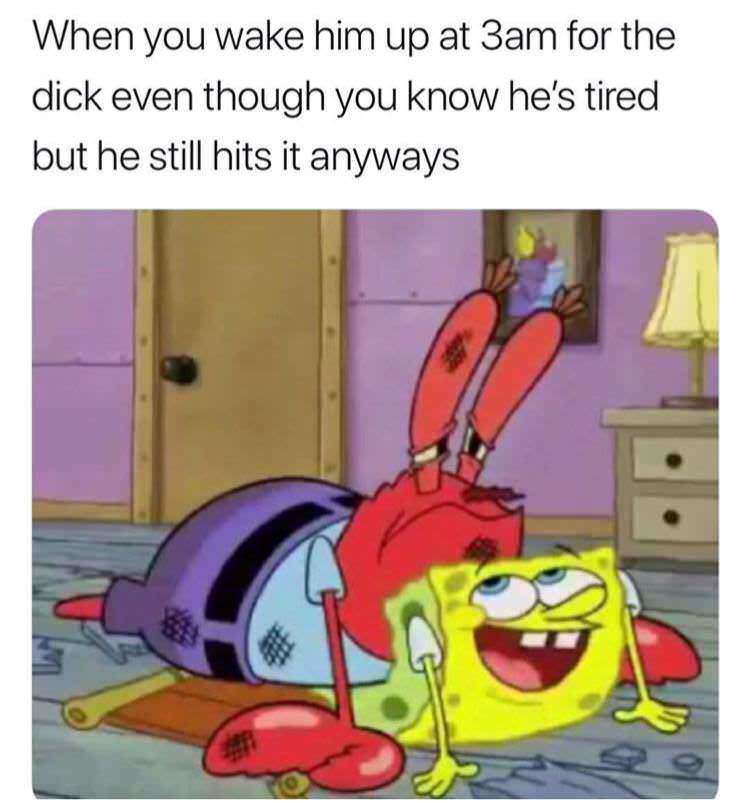 When you wake him up at 3am for the
dick even though you know he's tired
but he still hits it anyways